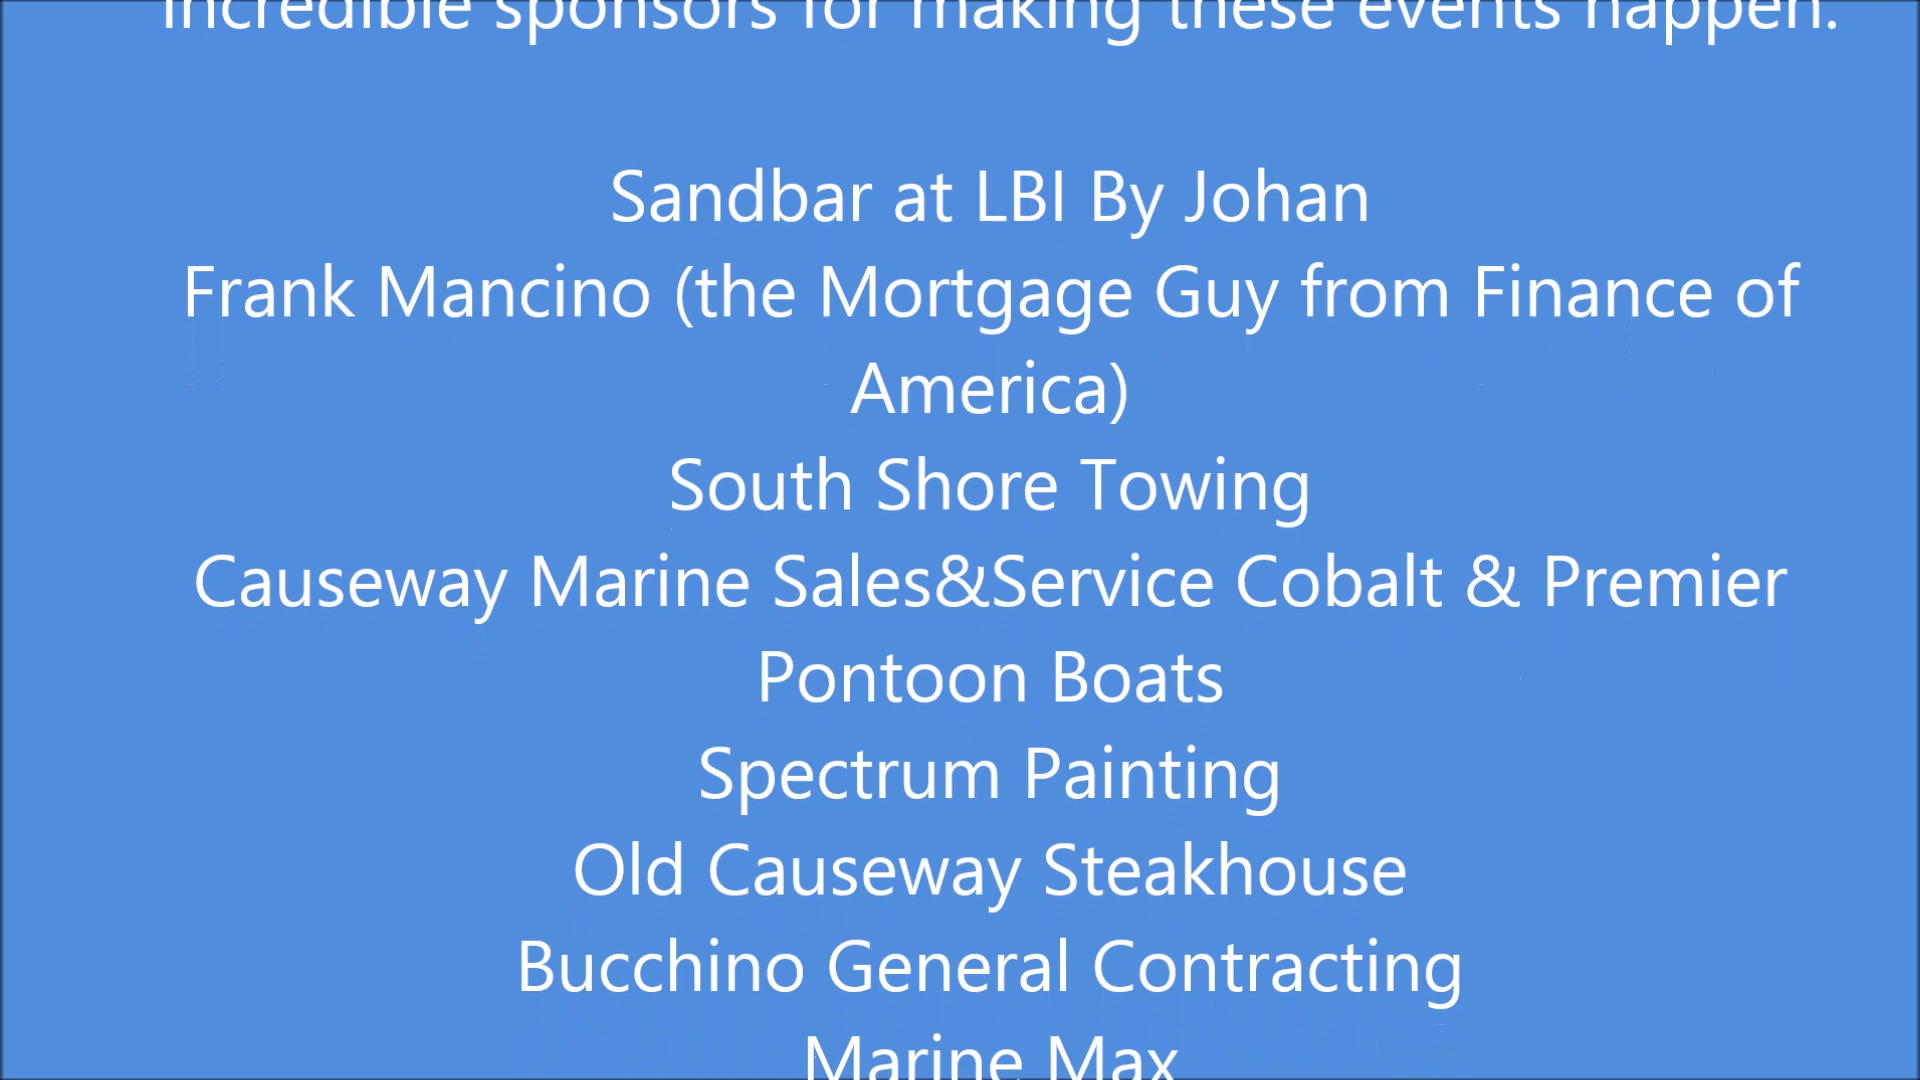 incredible sponsors for making these events happen.
Sandbar at LBI By Johan
Frank Mancino (the Mortgage Guy from Finance of
America)
South Shore Towing
Causeway Marine Sales&Service Cobalt & Premier
Pontoon Boats
Spectrum Painting
Old Causeway Steakhouse
Bucchino General Contracting
Marine Max